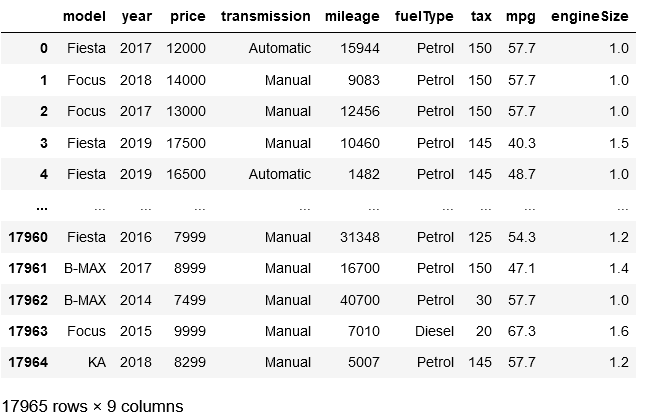 model year price transmission mileage fuelType tax mpg engineSize
0 Fiesta 2017 12000 Automatic 15944 Petrol 150 57.7 1.0
1 Focus 2018 14000 Manual 9083 Petrol 150 57.7 1.0
2 Focus 2017 13000 Manual 12456 Petrol 150 57.7 1.0
3 Fiesta 2019 17500 Manual 10460 Petrol 145 40.3 1.5
4 Fiesta 2019 16500 Automatic 1482 Petrol 145 48.7 1.0
... ... ... ... ... ... ... ... ... ...
17960 Fiesta 2016 7999 Manual 31348 Petrol 125 54.3 1.2
17961 B-MAX 2017 8999 Manual 16700 Petrol 150 47.1 1.4
17962 B-MAX 2014 7499 Manual 40700 Petrol 30 57.7 1.0
17963 Focus 2015 9999 Manual 7010 Diesel 20 67.3 1.6
17964 KA 2018 8299 Manual 5007 Petrol 145 57.7 1.2
17965 rows × 9 columns